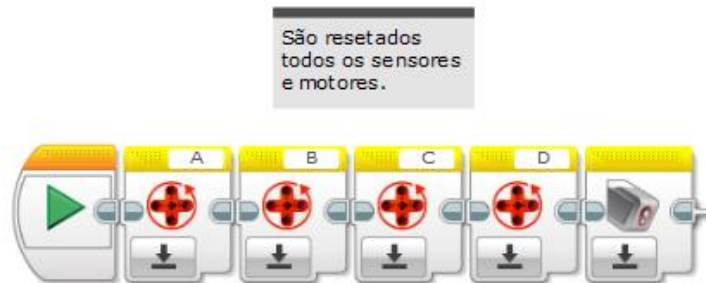 São resetados
todos os sensores
e motores.
A
B
C
D